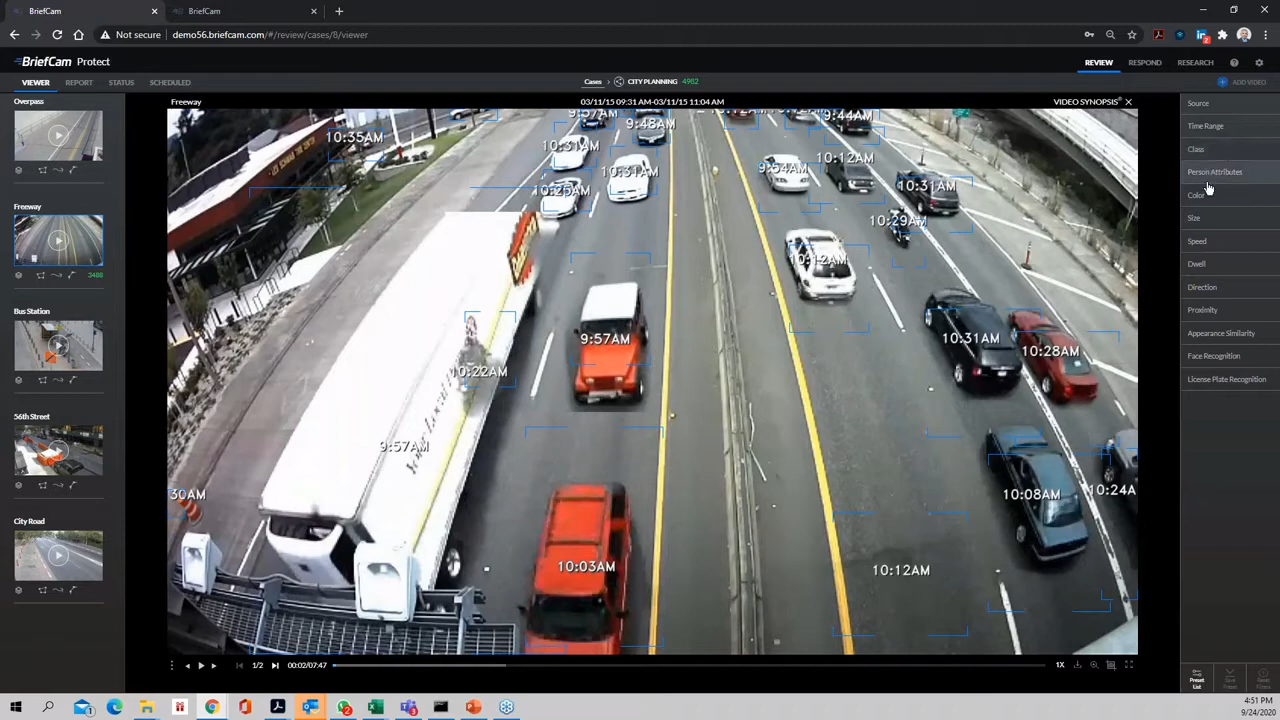 BriefCam
BriefCam
Not secure
demo56.briefcam.com/#/review/cases/8/viewer
BriefCam Protect
REVIEW
RESPOND
RESEARCH
VIEWER
REPORT
STATUS
SCHEDULED
Cases
CITY PLANNING 4952
ADD VIDEO
Overpass
Freeway
3488
Bus Station
56th Street
City Road
Freeway
03/11/15 09:31 AM-03/11/15 11:04 AM
VIDEO SYNOPSIS®
9:57AM
9:48AM
9:44AM
10:35AM
10:31AM
10:31AM
9:54AM
10:12AM
10:25AM
10:31AM
10:29AM
10:12AM
9:57AM
10:31AM
10:28AM
10:22AM
9:57AM
30AM
10:08AM
10:24A
10:03AM
10:12AM
1/2
00:02/07:47
1X
Source
Time Range
Class
Person Attributes
Color
Size
Speed
Dwell
Direction
Proximity
Appearance Similarity
Face Recognition
License Plate Recognition
Preset List
Save Preset
Reset Filters
4:51 PM
9/24/2020